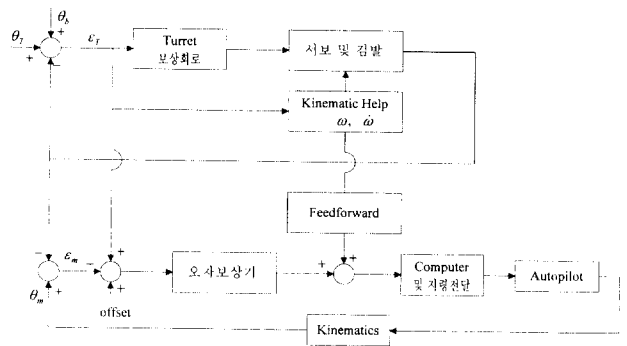 θb
θT
+
+
−
εT
Turret
보상회로
서보 및 김발
Kinematic Help
ω, ω̇
Feedforward
−
εm
−
+
+
θm
+
offset
오차보상기
+
+
Computer
및 지령전달
Autopilot
Kinematics